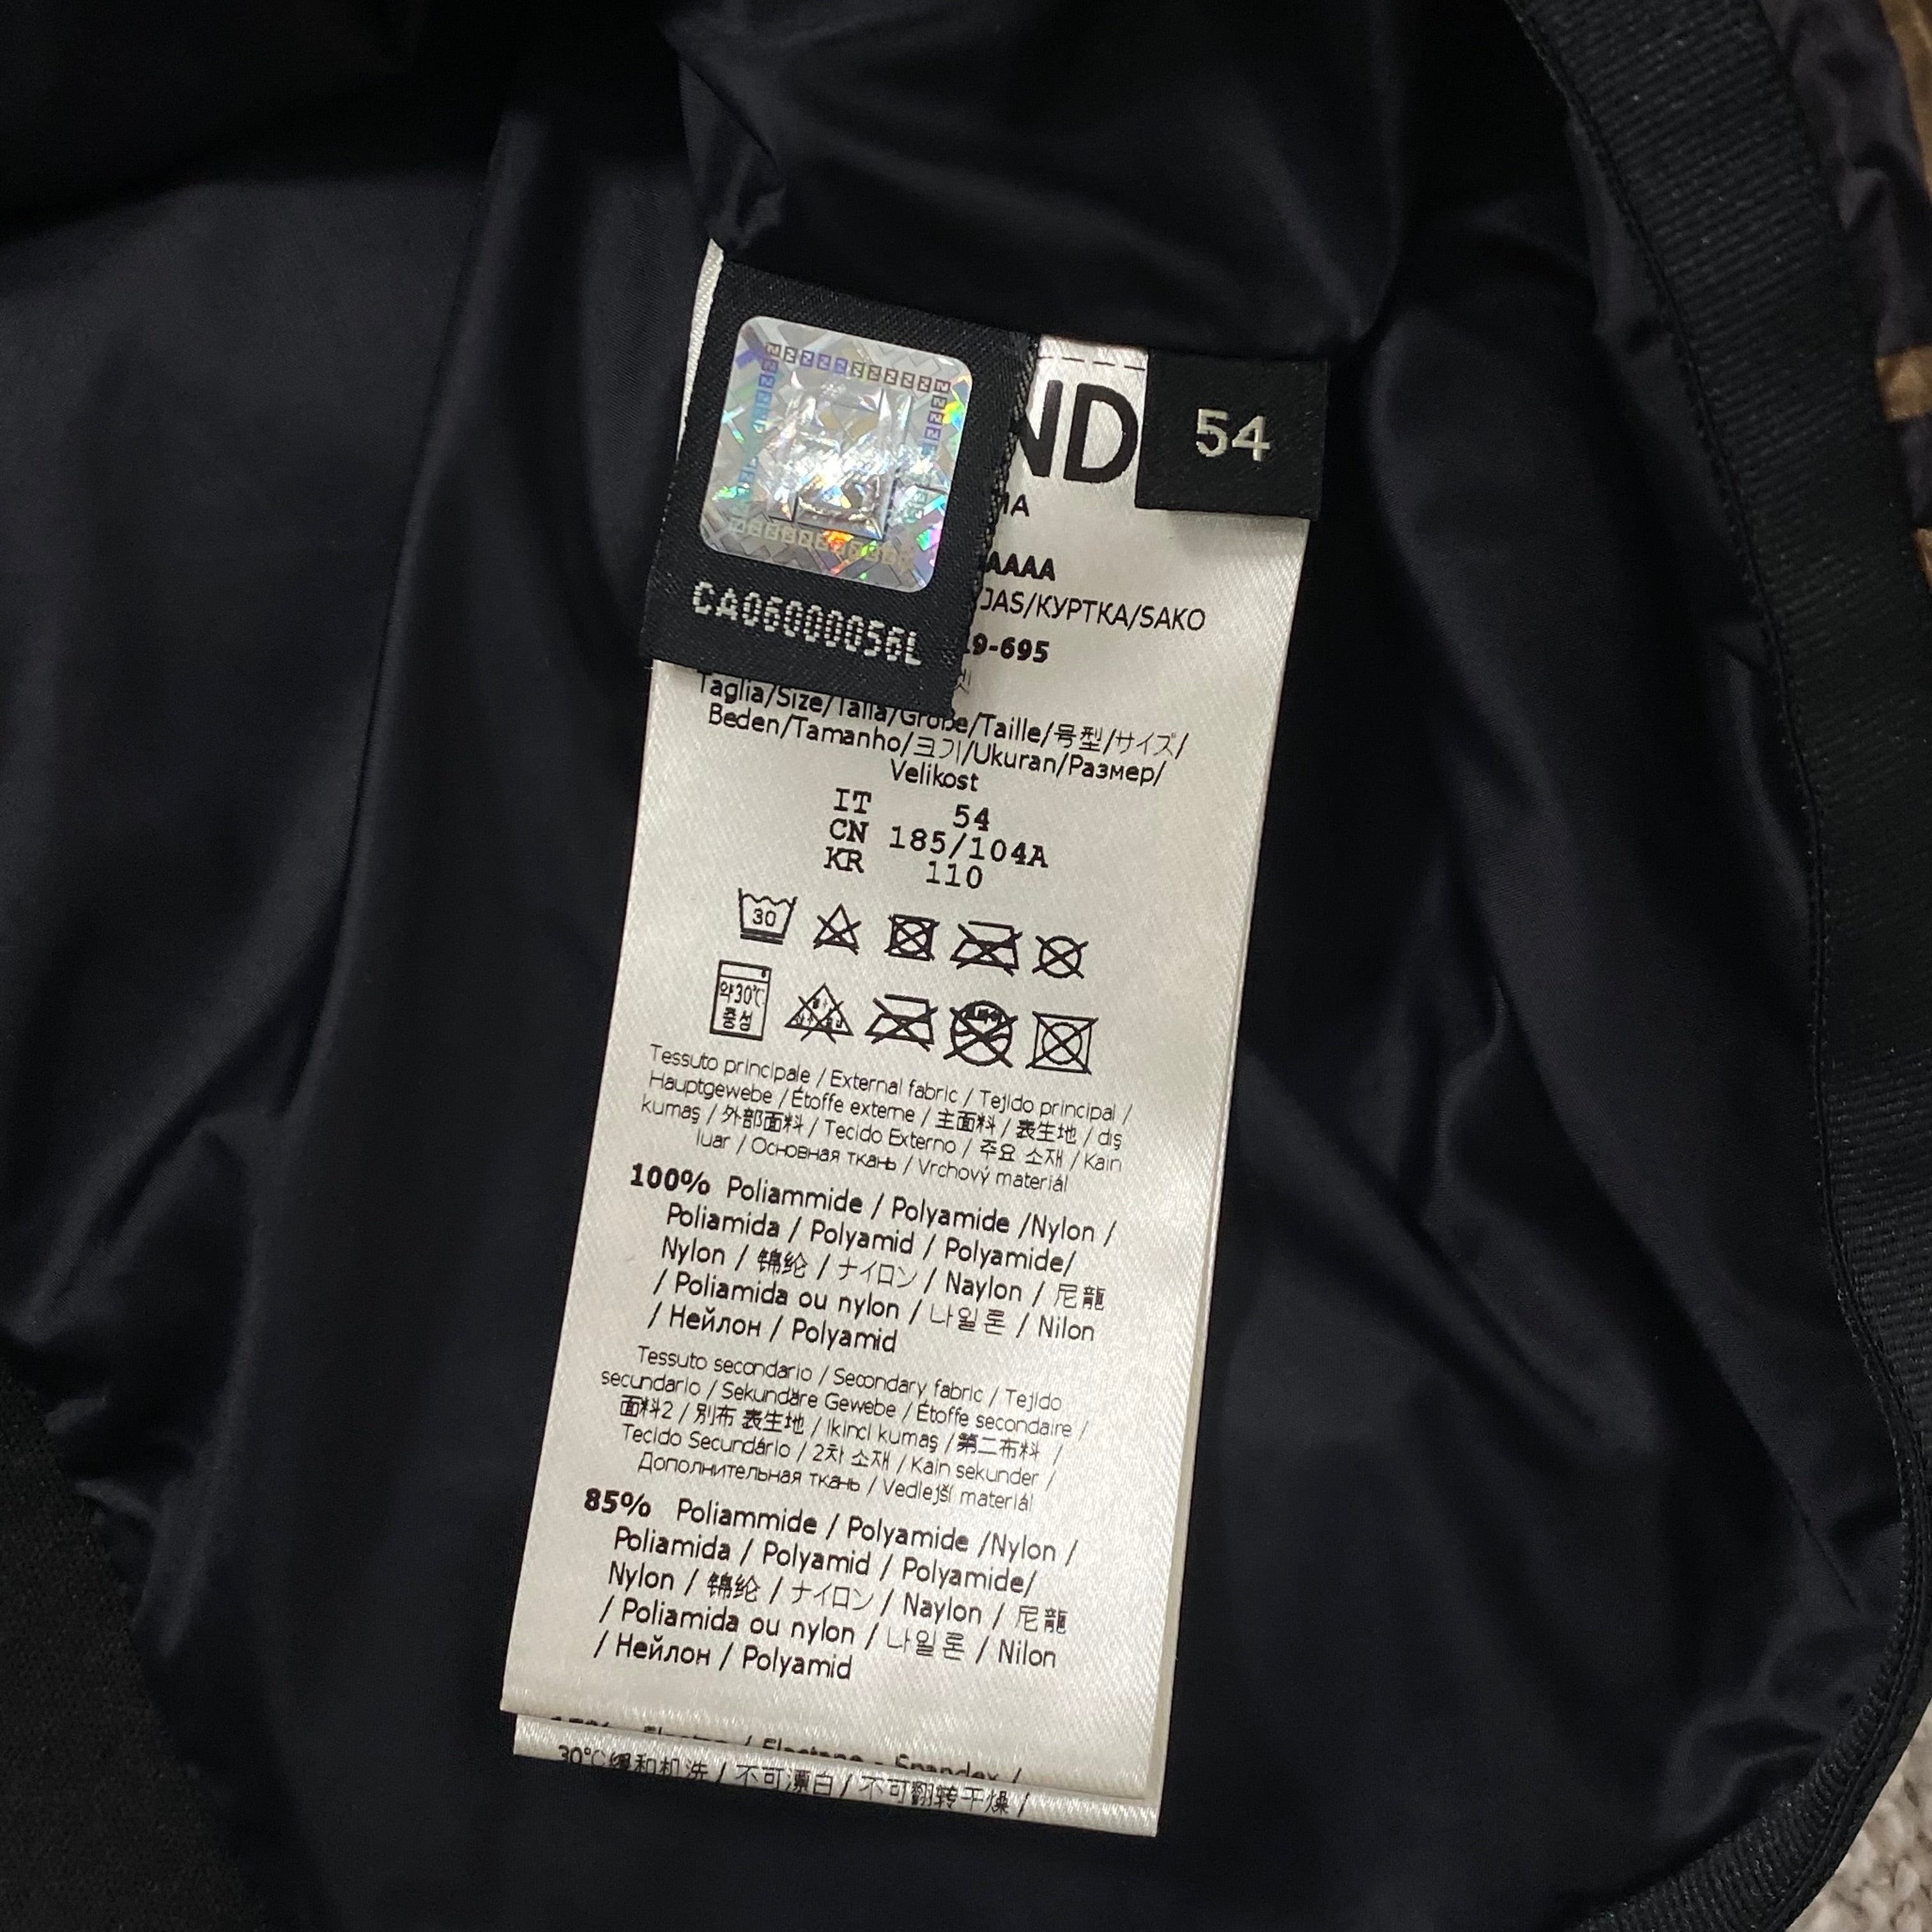 ND
54
CA06000056L
AAAA
JAS/КУРТКА/SAKO
19-695
Taglia/Size/Talla/Größe/Taille/号型/サイズ/
Beden/Tamanho/크기/Ukuran/Размер/
Velikost
IT 54
CN 185/104A
KR 110
30
약30℃
중성
Tessuto principale / External fabric / Tejido principal /
Hauptgewebe / Étoffe externe / 主面料 / 表生地 / dış
kumaş / 外部面料 / Tecido Externo / 주요 소재 / Kain
luar / Основная ткань / Vrchový materiál
100% Poliammide / Polyamide /Nylon /
Poliamida / Polyamid / Polyamide/
Nylon / 锦纶 / ナイロン / Naylon / 尼龍
/ Poliamida ou nylon / 나일론 / Nilon
/ Нейлон / Polyamid
Tessuto secondario / Secondary fabric / Tejido
secundario / Sekundäre Gewebe / Étoffe secondaire /
面料2 / 別布 表生地 / Ikinci kumaş / 第二布料 /
Tecido Secundário / 2차 소재 / Kain sekunder /
Дополнительная ткань / Vedlejší materiál
85% Poliammide / Polyamide /Nylon /
Poliamida / Polyamid / Polyamide/
Nylon / 锦纶 / ナイロン / Naylon / 尼龍
/ Poliamida ou nylon / 나일론 / Nilon
/ Нейлон / Polyamid
/ Elastane - Spandex /
30℃缓和机洗 / 不可漂白 / 不可翻转干燥 /